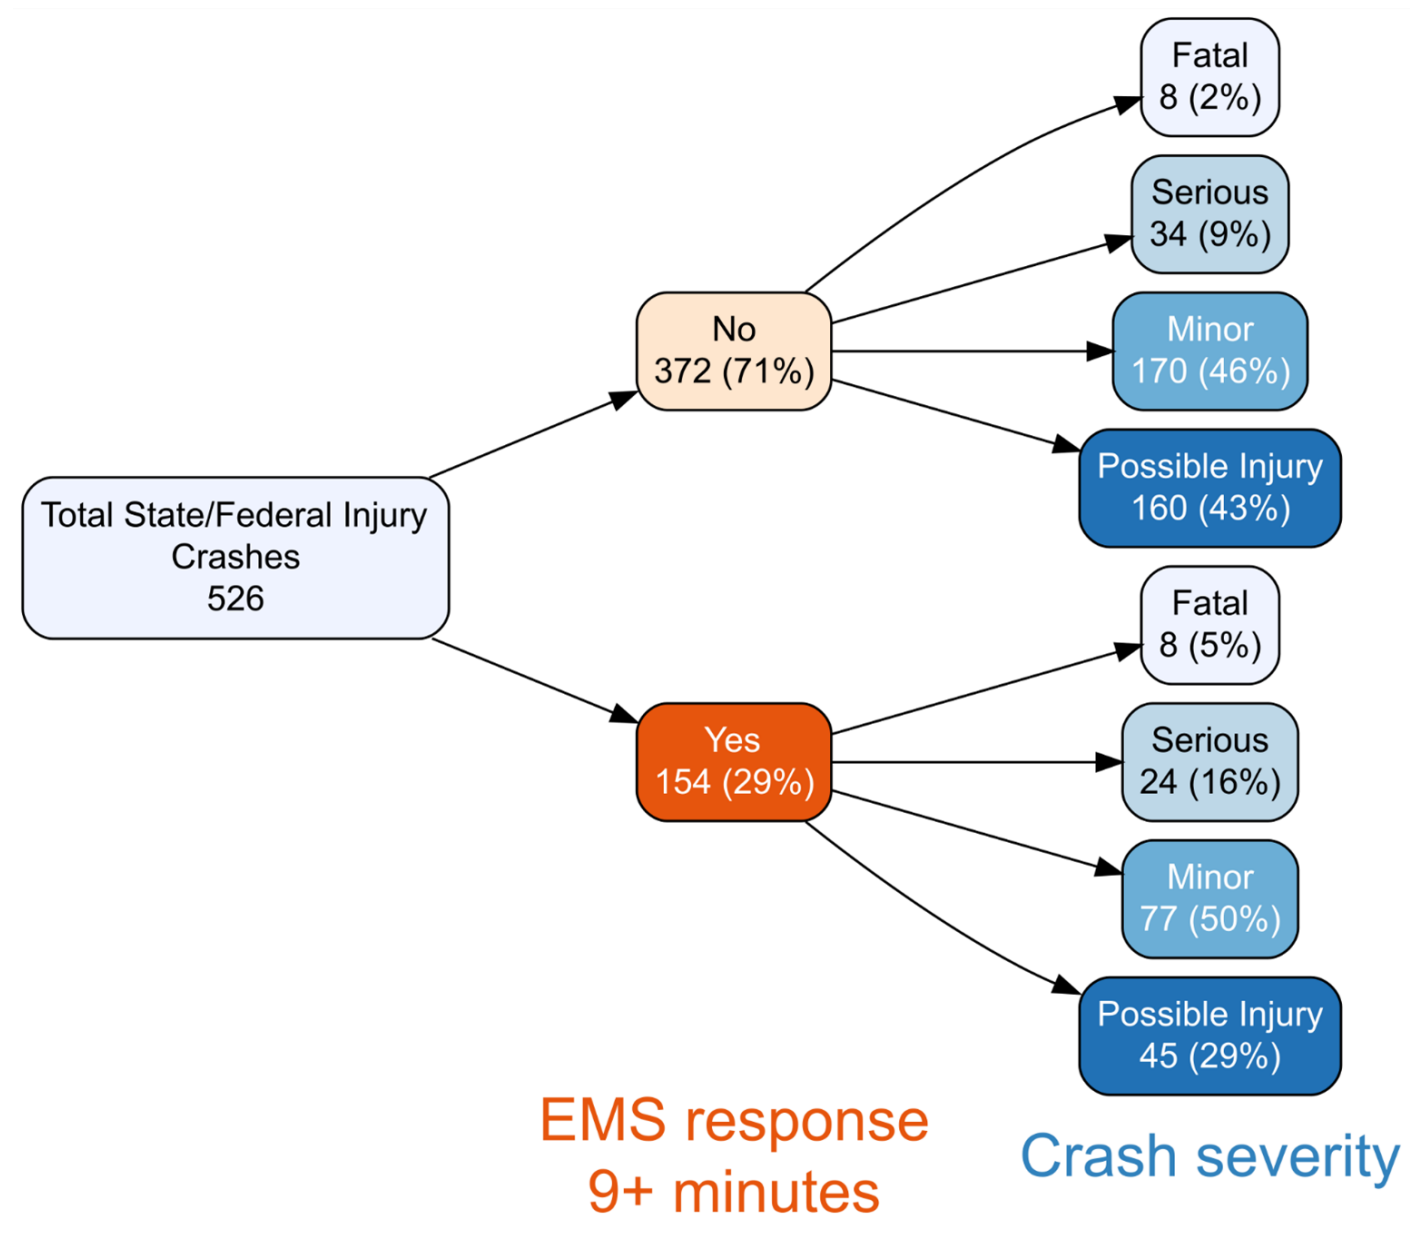 Total State/Federal Injury
Crashes
526
No
372 (71%)
Yes
154 (29%)
Fatal
8 (2%)
Serious
34 (9%)
Minor
170 (46%)
Possible Injury
160 (43%)
Fatal
8 (5%)
Serious
24 (16%)
Minor
77 (50%)
Possible Injury
45 (29%)
EMS response
9+ minutes
Crash severity